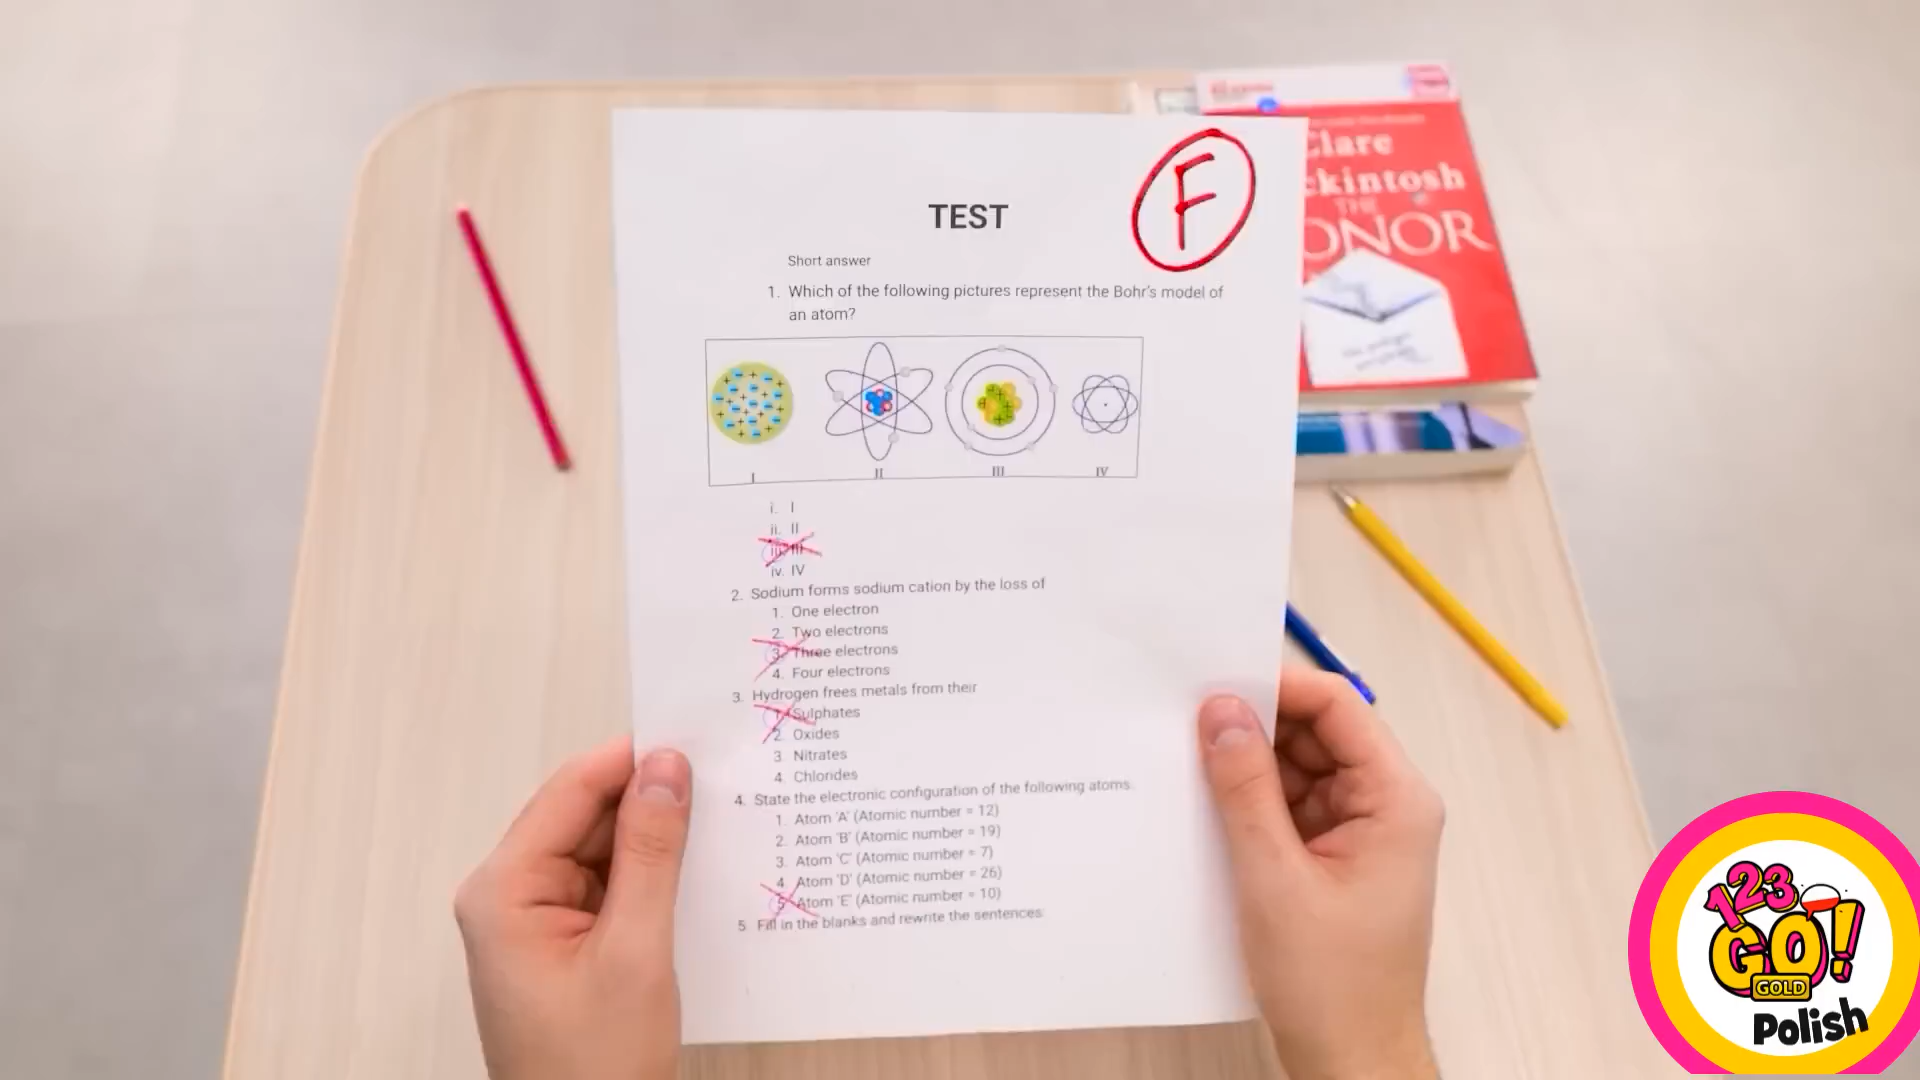 TEST
F
Short answer
1. Which of the following pictures represent the Bohr's model of
an atom?
I II III IV
i. I
ii. II
iii. III
iv. IV
2. Sodium forms sodium cation by the loss of
1. One electron
2. Two electrons
3. Three electrons
4. Four electrons
3. Hydrogen frees metals from their
1. Sulphates
2. Oxides
3. Nitrates
4. Chlorides
4. State the electronic configuration of the following atoms.
1. Atom 'A' (Atomic number = 12)
2. Atom 'B' (Atomic number = 19)
3. Atom 'C' (Atomic number = 7)
4. Atom 'D' (Atomic number = 26)
5. Atom 'E' (Atomic number = 10)
5. Fill in the blanks and rewrite the sentences:
Clare
ckintosh
THE
ONOR
123
GO!
GOLD
Polish